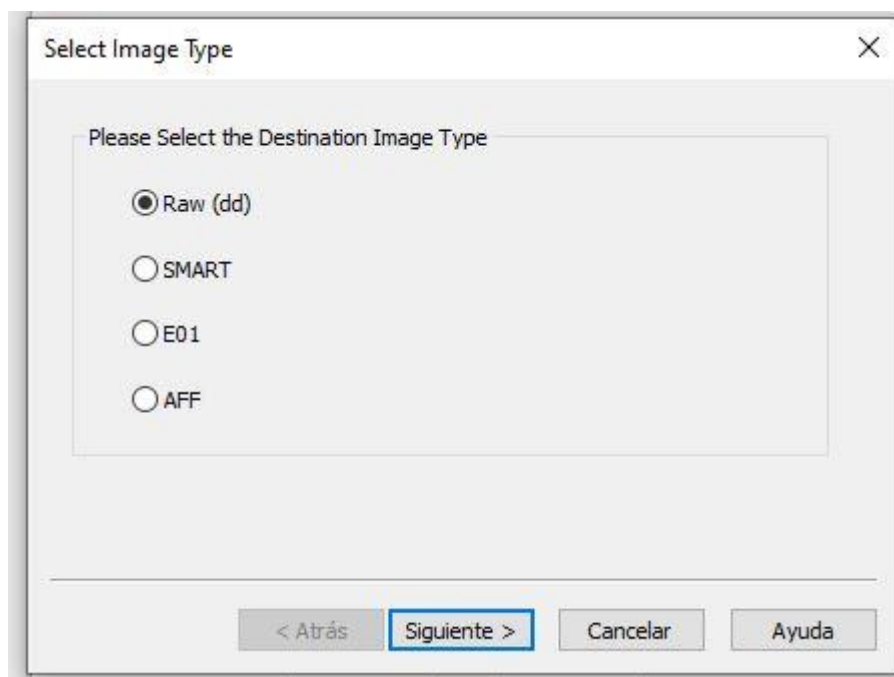 Select Image Type
Please Select the Destination Image Type
Raw (dd)
SMART
E01
AFF
< Atrás Siguiente > Cancelar Ayuda